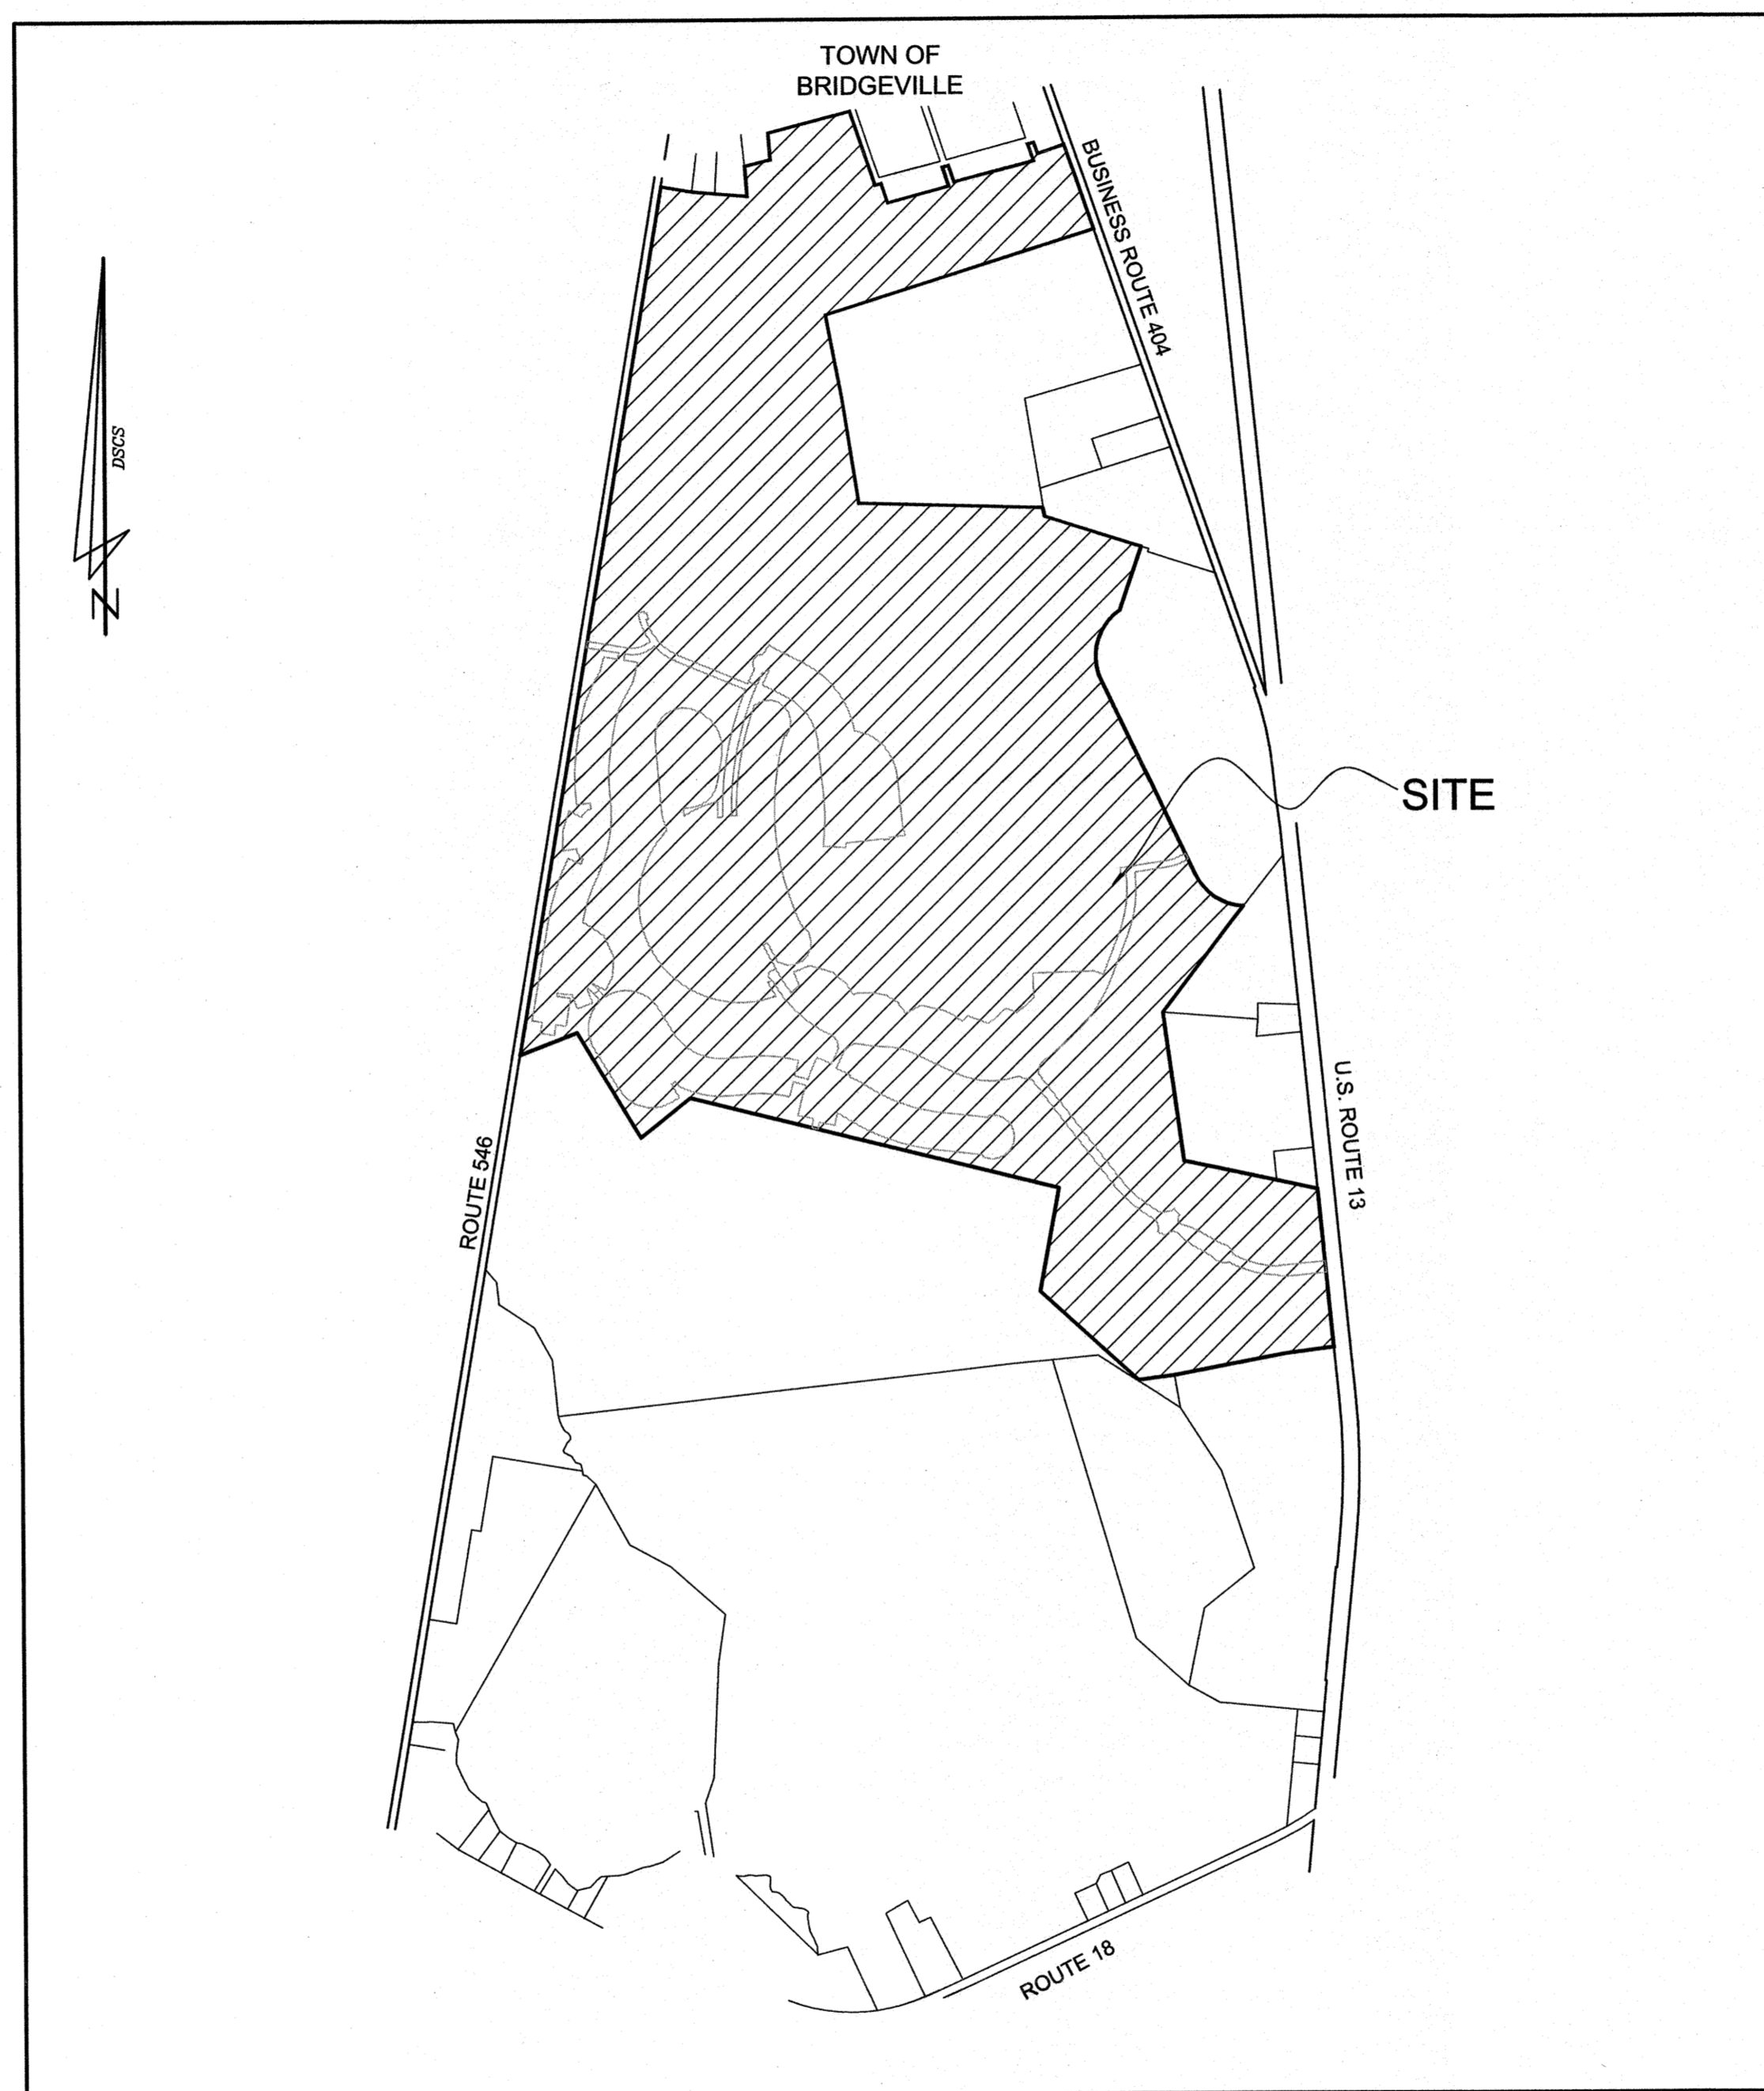 TOWN OF
BRIDGEVILLE
BUSINESS ROUTE 404
DSCS
N
SITE
U.S. ROUTE 13
ROUTE 546
ROUTE 18